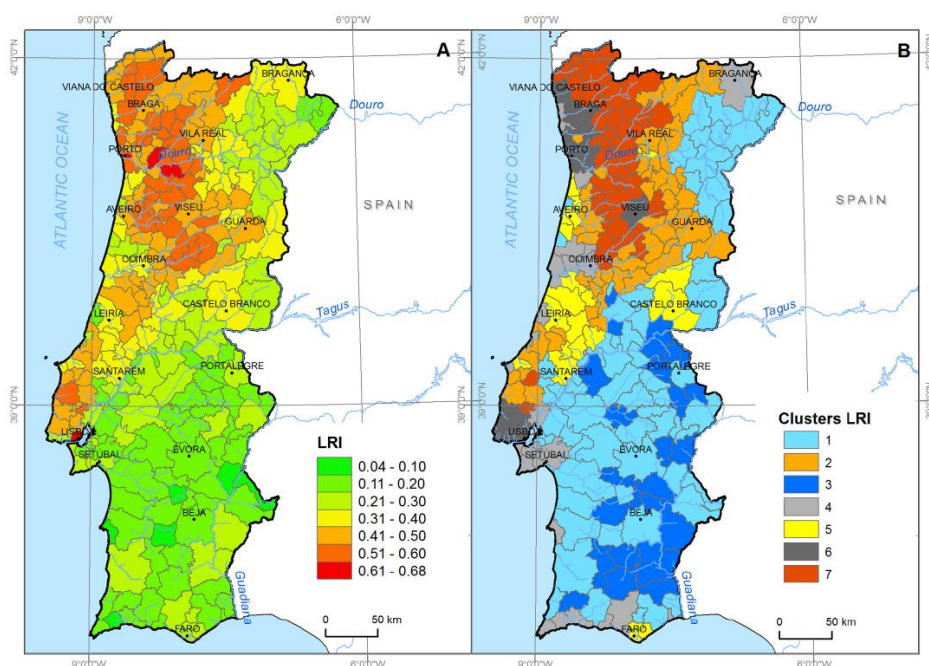 9°0'0"W
6°0'0"W
9°0'0"W
6°0'0"W
42°0'0"N
39°0'0"N
A
BRAGANÇA
VIANA DO CASTELO
BRAGA
Douro
VILA REAL
PORTO
Douro
ATLANTIC OCEAN
AVEIRO
VISEU
SPAIN
GUARDA
COIMBRA
CASTELO BRANCO
Tagus
LEIRIA
SANTARÉM
PORTALEGRE
LISBOA
SETÚBAL
ÉVORA
BEJA
Guadiana
FARO
LRI
0.04 - 0.10
0.11 - 0.20
0.21 - 0.30
0.31 - 0.40
0.41 - 0.50
0.51 - 0.60
0.61 - 0.68
0 50 km
9°0'0"W
6°0'0"W
B
BRAGANÇA
VIANA DO CASTELO
BRAGA
Douro
VILA REAL
PORTO
Douro
ATLANTIC OCEAN
AVEIRO
VISEU
SPAIN
GUARDA
COIMBRA
CASTELO BRANCO
Tagus
LEIRIA
SANTARÉM
PORTALEGRE
LISBOA
SETÚBAL
ÉVORA
BEJA
Guadiana
FARO
Clusters LRI
1
2
3
4
5
6
7
0 50 km
42°0'0"N
9°0'0"W
6°0'0"W